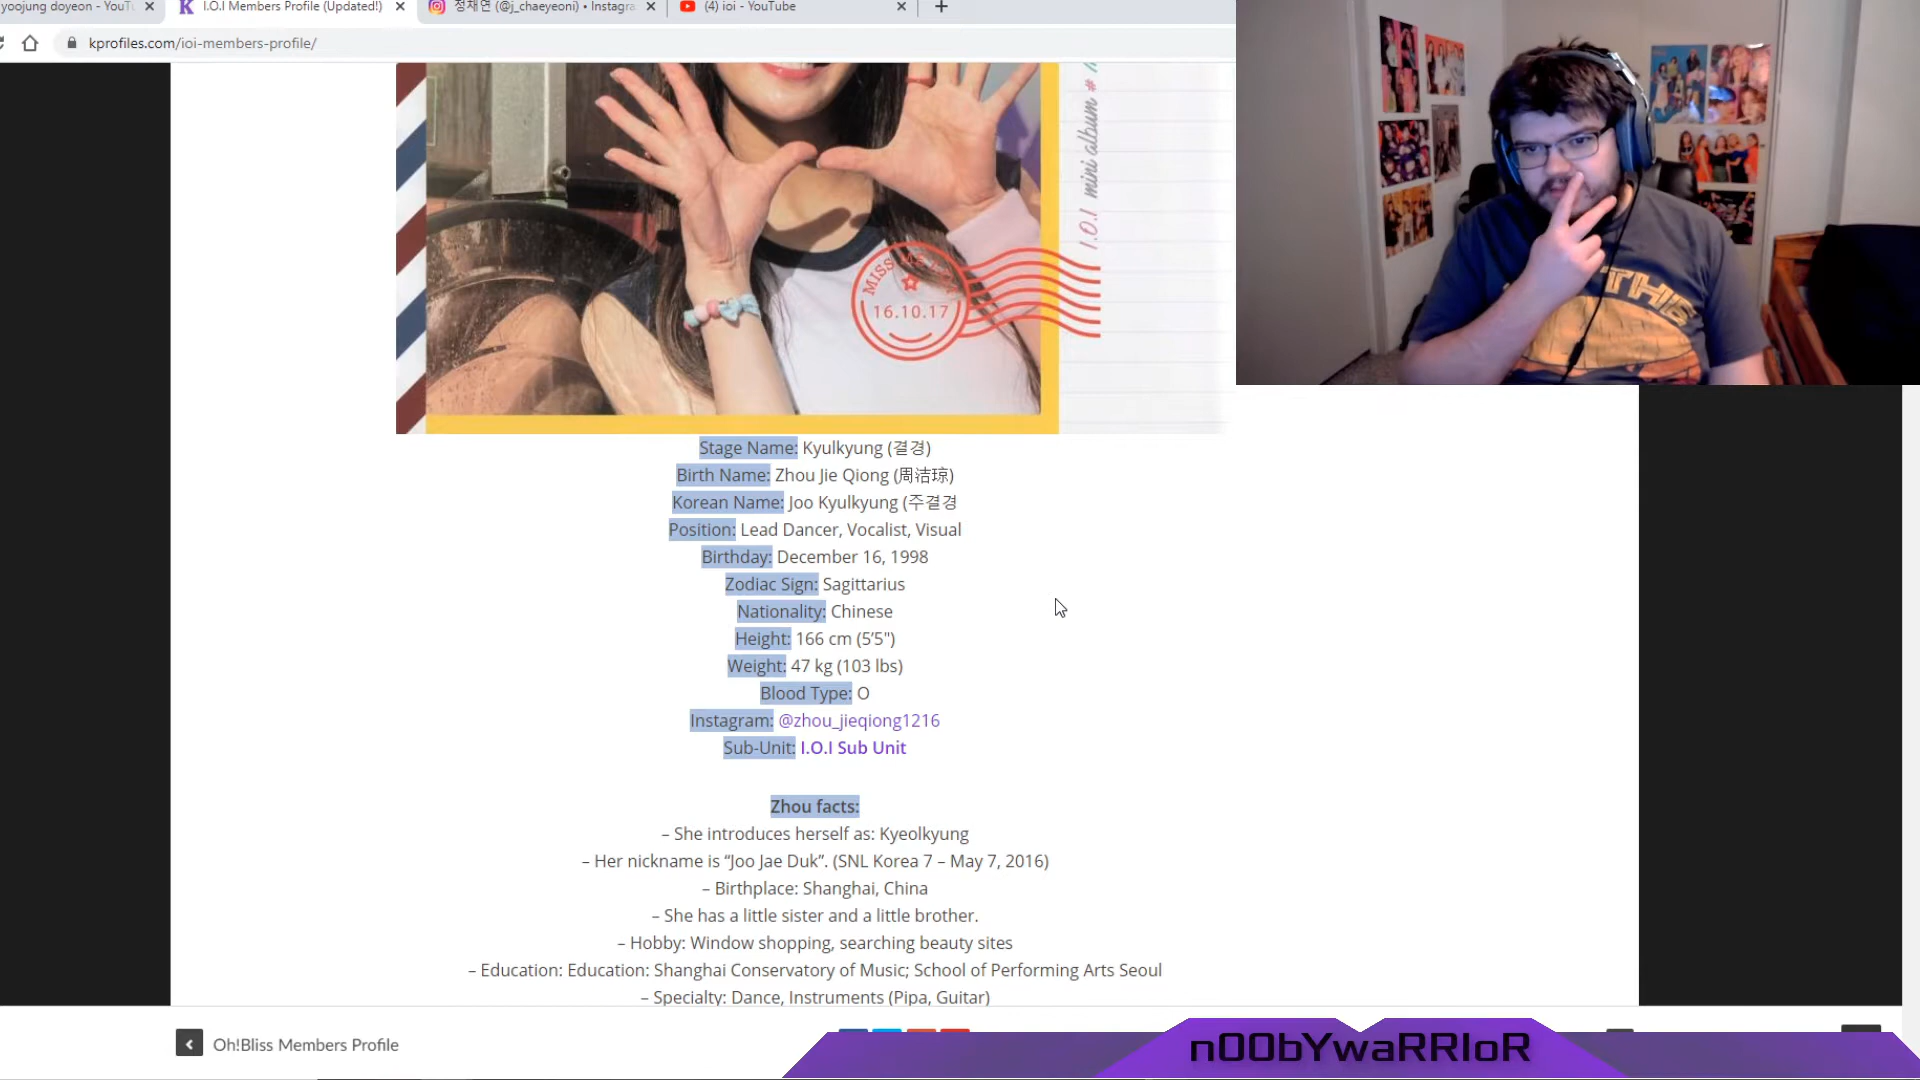 yoojung doyeon - YouT
I.O.I Members Profile (Updated!)
정채연 (@j_chaeyeoni) • Instagra
(4) ioi - YouTube
kprofiles.com/ioi-members-profile/
I.O.I mini album #
MISS ME
16.10.17
THE
Stage Name: Kyulkyung (결경)
Birth Name: Zhou Jie Qiong (周洁琼)
Korean Name: Joo Kyulkyung (주결경
Position: Lead Dancer, Vocalist, Visual
Birthday: December 16, 1998
Zodiac Sign: Sagittarius
Nationality: Chinese
Height: 166 cm (5'5")
Weight: 47 kg (103 lbs)
Blood Type: O
Instagram: @zhou_jieqiong1216
Sub-Unit: I.O.I Sub Unit
Zhou facts:
– She introduces herself as: Kyeolkyung
– Her nickname is “Joo Jae Duk”. (SNL Korea 7 – May 7, 2016)
– Birthplace: Shanghai, China
– She has a little sister and a little brother.
– Hobby: Window shopping, searching beauty sites
– Education: Education: Shanghai Conservatory of Music; School of Performing Arts Seoul
– Specialty: Dance, Instruments (Pipa, Guitar)
Oh!Bliss Members Profile
n00bYwaRRIoR